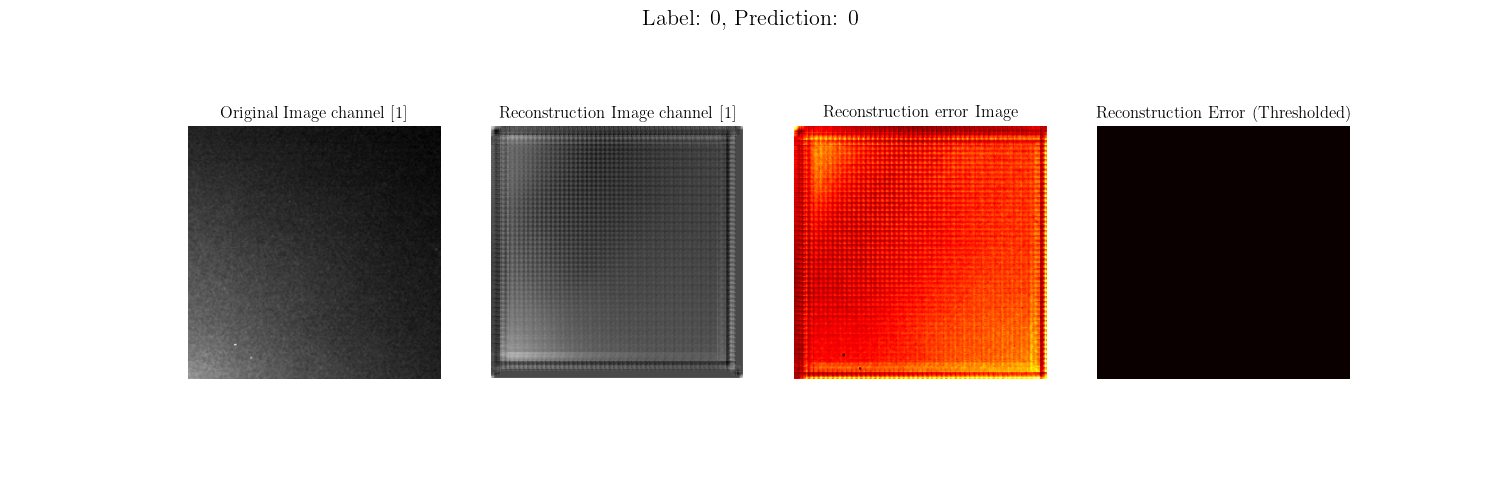 Label: 0, Prediction: 0
Original Image channel [1]
Reconstruction Image channel [1]
Reconstruction error Image
Reconstruction Error (Thresholded)